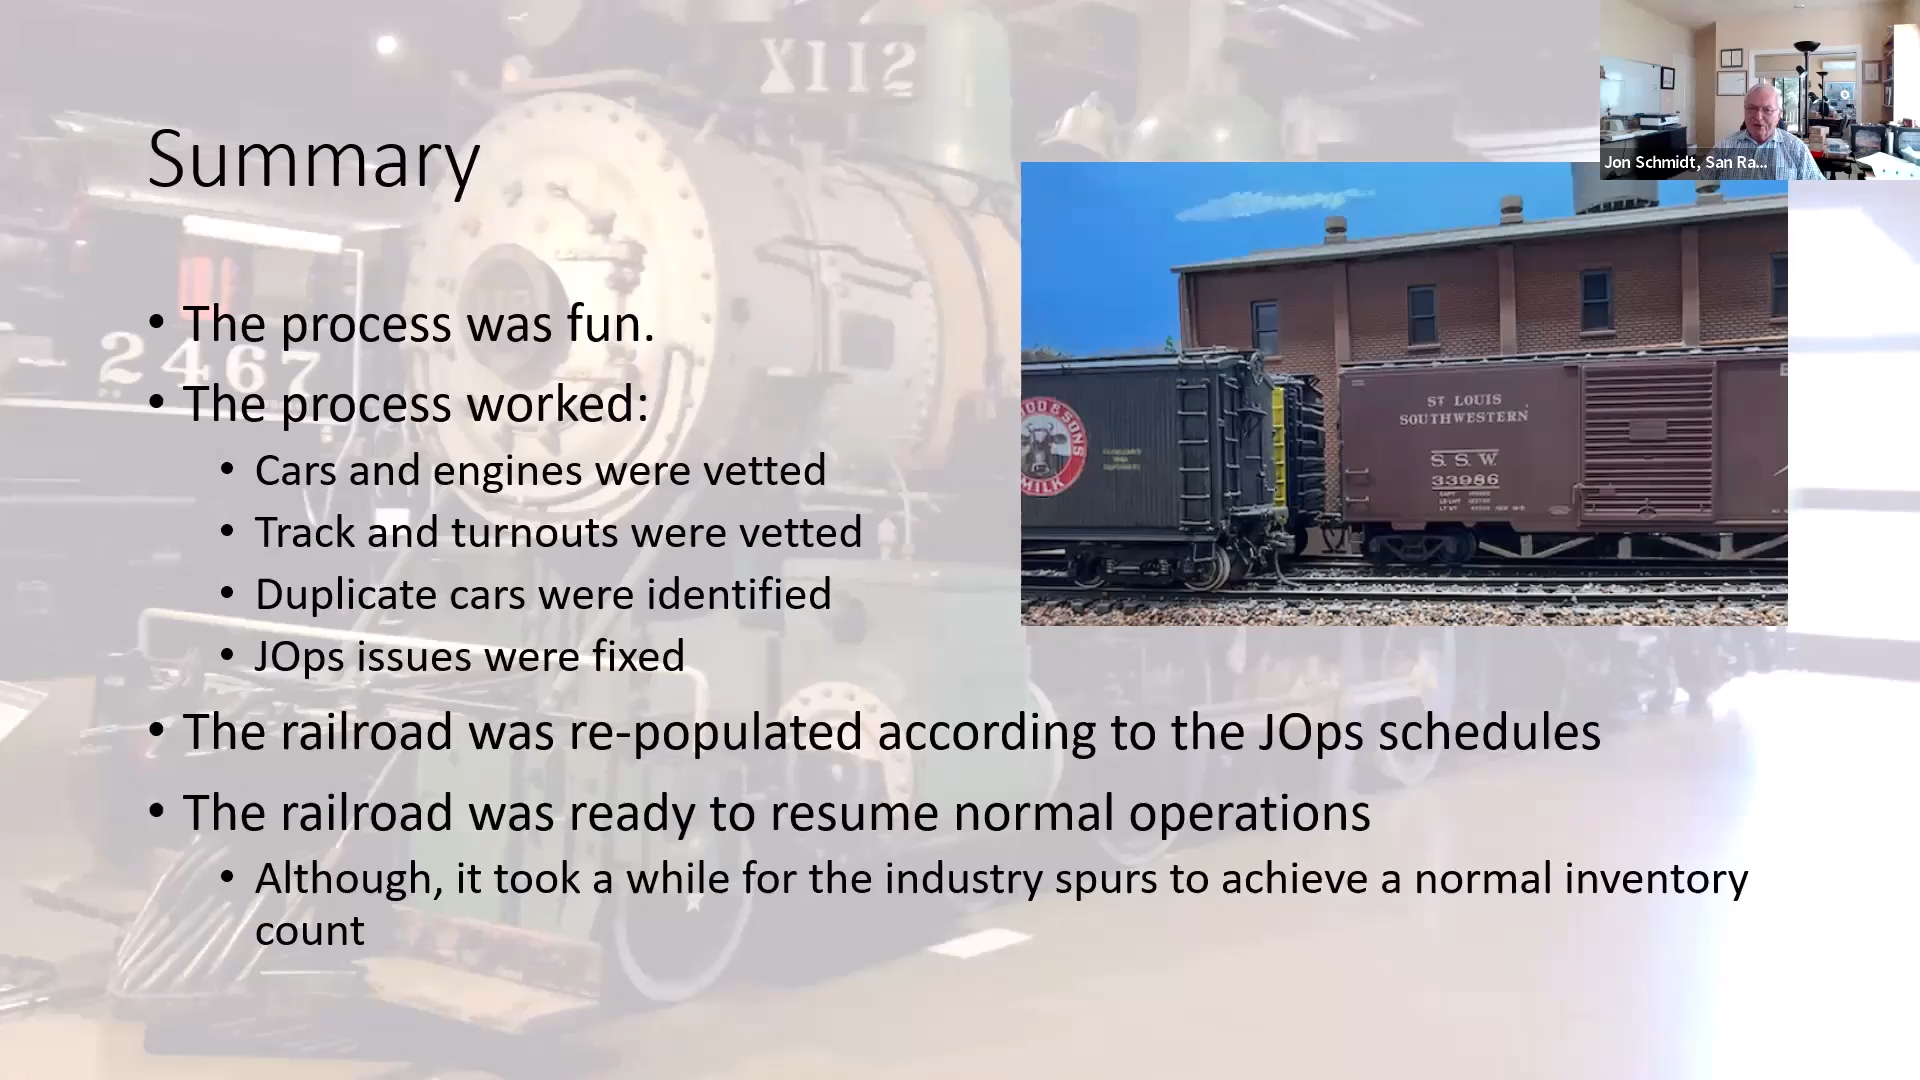 X112
Jon Schmidt, San Ra...
Summary
• The process was fun.
2467
• The process worked:
• Cars and engines were vetted
• Track and turnouts were vetted
• Duplicate cars were identified
• JOps issues were fixed
OOD & SONS
MILK
ST LOUIS
SOUTHWESTERN
S. S. W.
33986
• The railroad was re-populated according to the JOps schedules
• The railroad was ready to resume normal operations
• Although, it took a while for the industry spurs to achieve a normal inventory
count